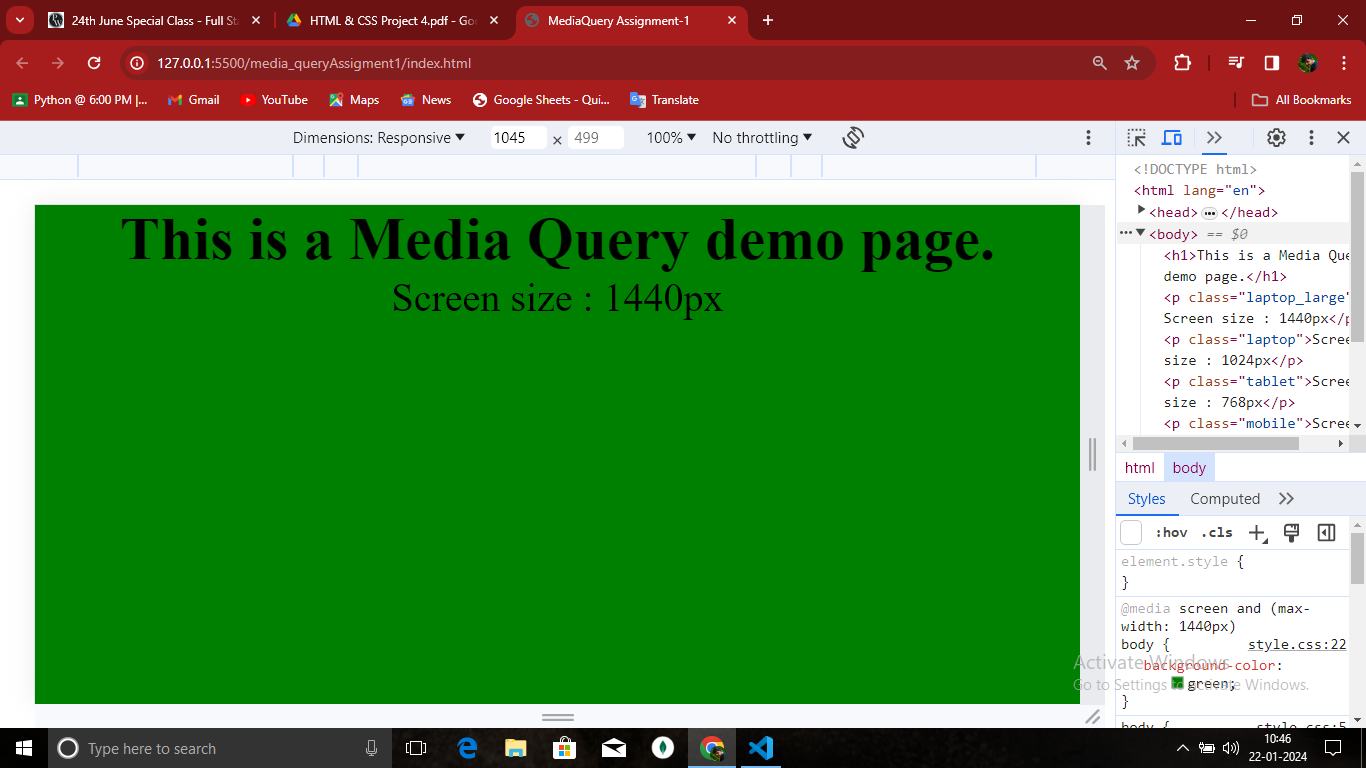 24th June Special Class - Full St
HTML & CSS Project 4.pdf - Goo
MediaQuery Assignment-1
127.0.0.1:5500/media_queryAssigment1/index.html
Python @ 6:00 PM |...
Gmail
YouTube
Maps
News
Google Sheets - Qui...
Translate
All Bookmarks
Dimensions: Responsive 1045 × 499 100% No throttling
This is a Media Query demo page.
Screen size : 1440px
<!DOCTYPE html>
<html lang="en">
<head> ••• </head>
••• <body> == $0
<h1>This is a Media Que
demo page.</h1>
<p class="laptop_large"
Screen size : 1440px</p
<p class="laptop">Scree
size : 1024px</p>
<p class="tablet">Scree
size : 768px</p>
<p class="mobile">Scree
html body
Styles Computed
:hov .cls
element.style {
}
@media screen and (max-
width: 1440px)
body { style.css:22
background-color:
green;
}
body { style.css:5
Activate Windows
Go to Settings to activate Windows.
Type here to search
10:46
22-01-2024